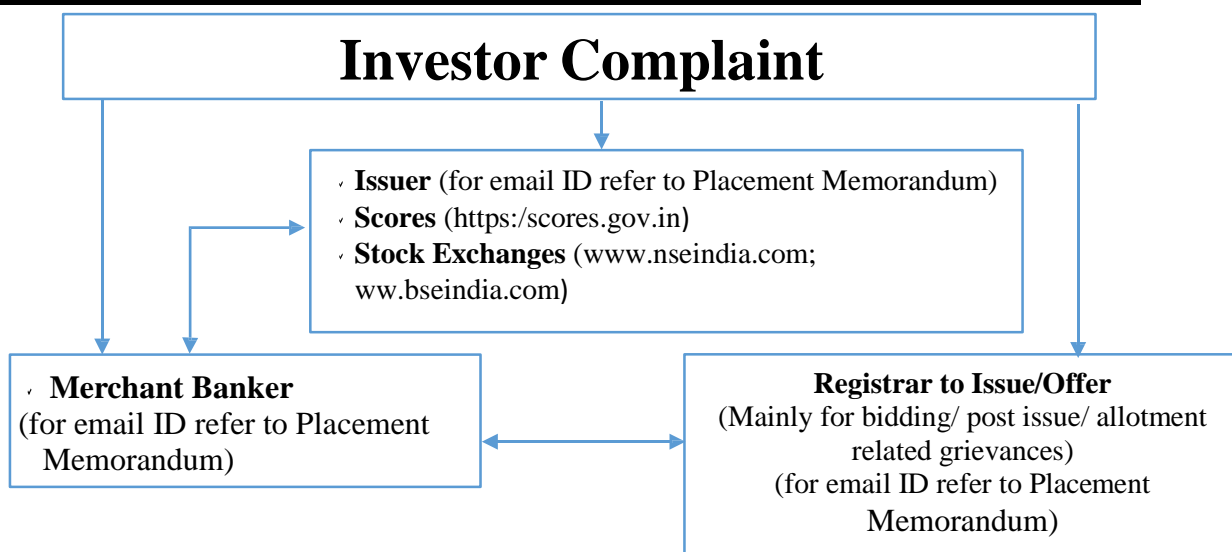 Investor Complaint
✓ Issuer (for email ID refer to Placement Memorandum)
✓ Scores (https:/scores.gov.in)
✓ Stock Exchanges (www.nseindia.com;
ww.bseindia.com)
✓ Merchant Banker
(for email ID refer to Placement
Memorandum)
Registrar to Issue/Offer
(Mainly for bidding/ post issue/ allotment
related grievances)
(for email ID refer to Placement
Memorandum)